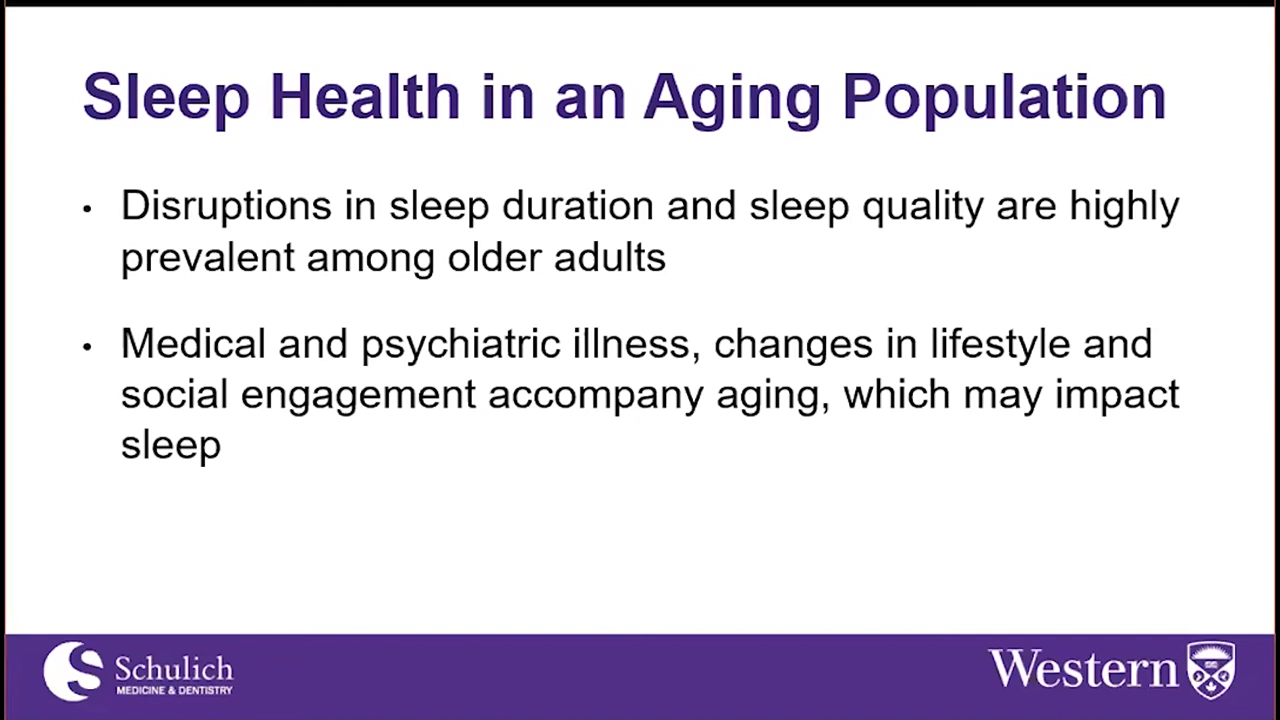 Sleep Health in an Aging Population
• Disruptions in sleep duration and sleep quality are highly
prevalent among older adults
• Medical and psychiatric illness, changes in lifestyle and
social engagement accompany aging, which may impact
sleep
Schulich
MEDICINE & DENTISTRY
Western